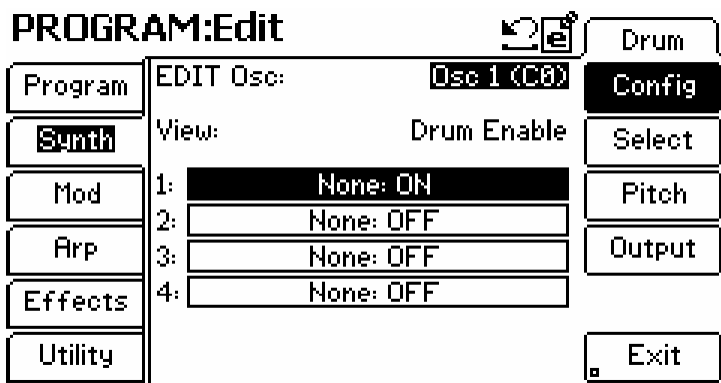 PROGRAM:Edit
Drum
Program
Synth
Mod
Arp
Effects
Utility
EDIT Osc: Osc 1 (C0)
View: Drum Enable
1: None: ON
2: None: OFF
3: None: OFF
4: None: OFF
Config
Select
Pitch
Output
Exit